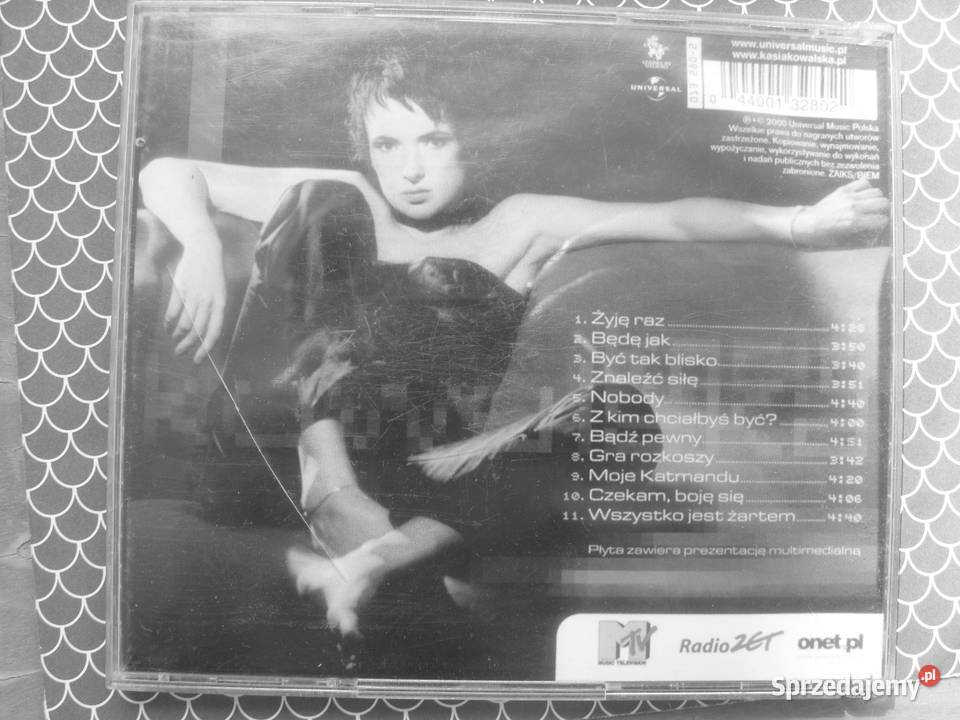 www.universalmusic.pl
www.kasiakowalska.pl
UNIVERSAL
013 280-2
0 44001 32802
℗+© 2000 Universal Music Polska
Wszelkie prawa do nagranych utworów
zastrzeżone. Kopiowanie, wynajmowanie,
wypożyczanie, wykorzystywanie do wykonań
i nadań publicznych bez zezwolenia
zabronione. ZAIKS/BIEM
1. Żyję raz 4:26
2. Będę jak 3:50
3. Być tak blisko 3:40
4. Znaleźć siłę 3:51
5. Nobody 4:40
6. Z kim chciałbyś być? 4:00
7. Bądź pewny 4:51
8. Gra rozkoszy 3:42
9. Moje Katmandu 4:20
10. Czekam, boję się 4:06
11. Wszystko jest żartem 4:40
Płyta zawiera prezentację multimedialną
MTV
MUSIC TELEVISION
Radio ZET
onet.pl
Sprzedajemy.pl